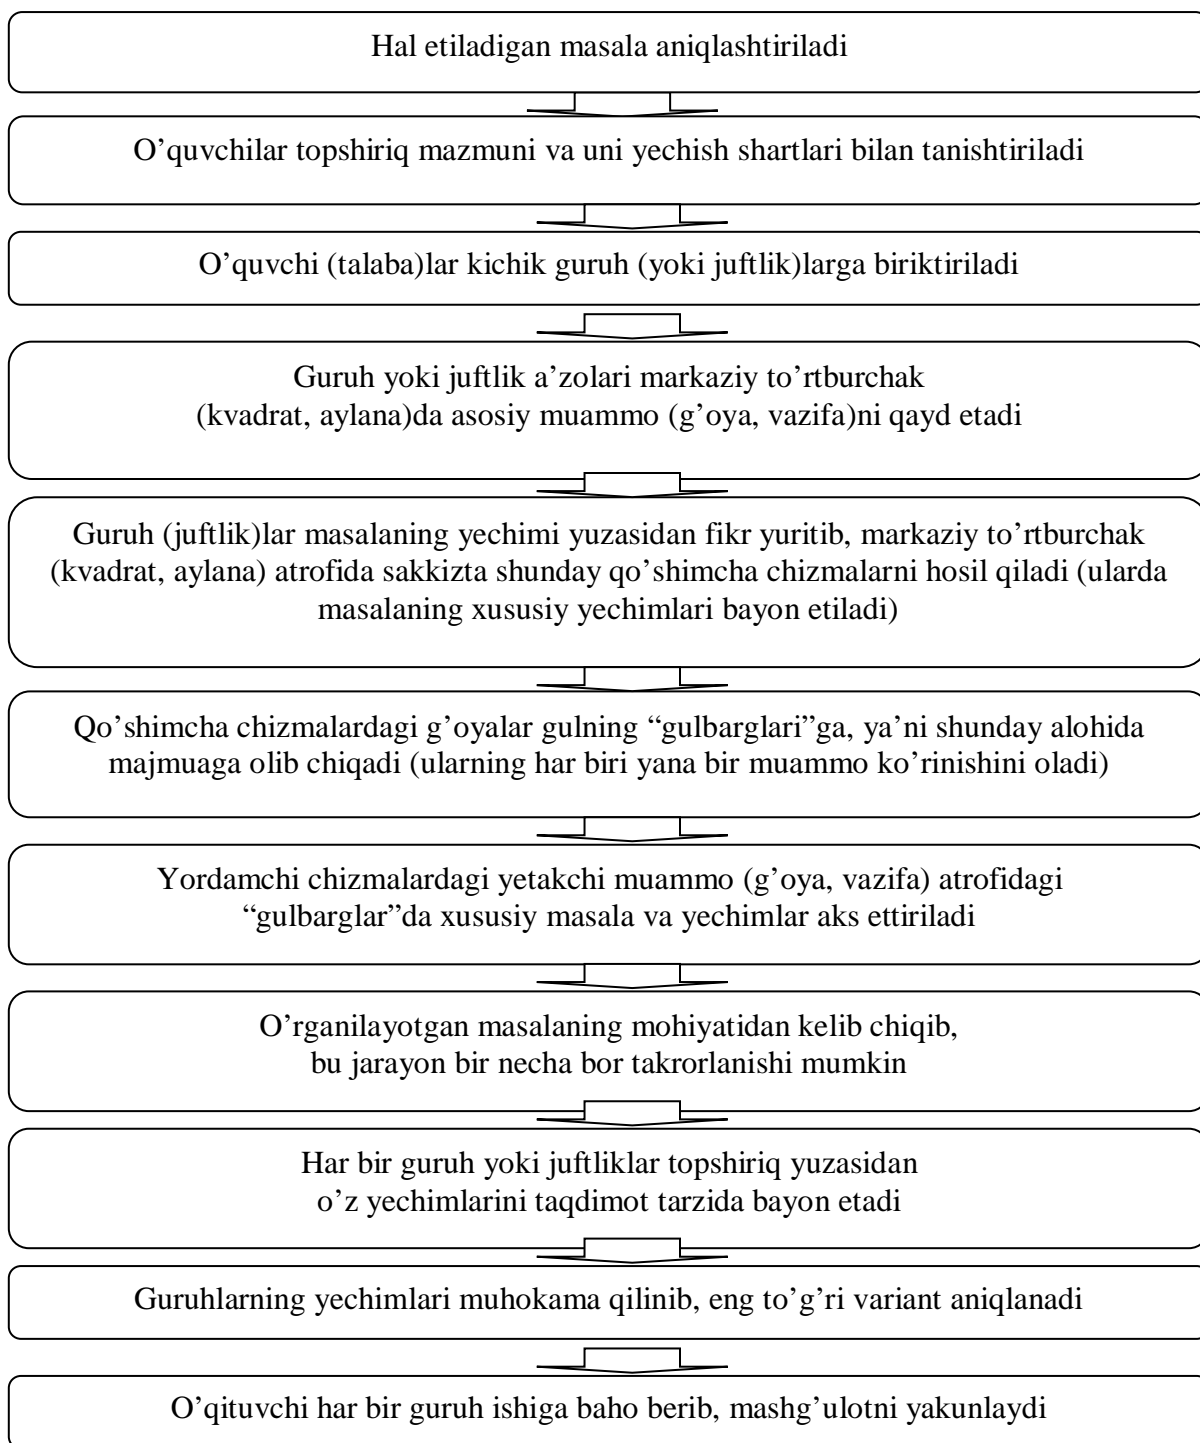 Hal etiladigan masala aniqlashtiriladi
O’quvchilar topshiriq mazmuni va uni yechish shartlari bilan tanishtiriladi
O’quvchi (talaba)lar kichik guruh (yoki juftlik)larga biriktiriladi
Guruh yoki juftlik a’zolari markaziy to’rtburchak
(kvadrat, aylana)da asosiy muammo (g’oya, vazifa)ni qayd etadi
Guruh (juftlik)lar masalaning yechimi yuzasidan fikr yuritib, markaziy to’rtburchak
(kvadrat, aylana) atrofida sakkizta shunday qo’shimcha chizmalarni hosil qiladi (ularda
masalaning xususiy yechimlari bayon etiladi)
Qo’shimcha chizmalardagi g’oyalar gulning “gulbarglari”ga, ya’ni shunday alohida
majmuaga olib chiqadi (ularning har biri yana bir muammo ko’rinishini oladi)
Yordamchi chizmalardagi yetakchi muammo (g’oya, vazifa) atrofidagi
“gulbarglar”da xususiy masala va yechimlar aks ettiriladi
O’rganilayotgan masalaning mohiyatidan kelib chiqib,
bu jarayon bir necha bor takrorlanishi mumkin
Har bir guruh yoki juftliklar topshiriq yuzasidan
o’z yechimlarini taqdimot tarzida bayon etadi
Guruhlarning yechimlari muhokama qilinib, eng to’g’ri variant aniqlanadi
O’qituvchi har bir guruh ishiga baho berib, mashg’ulotni yakunlaydi